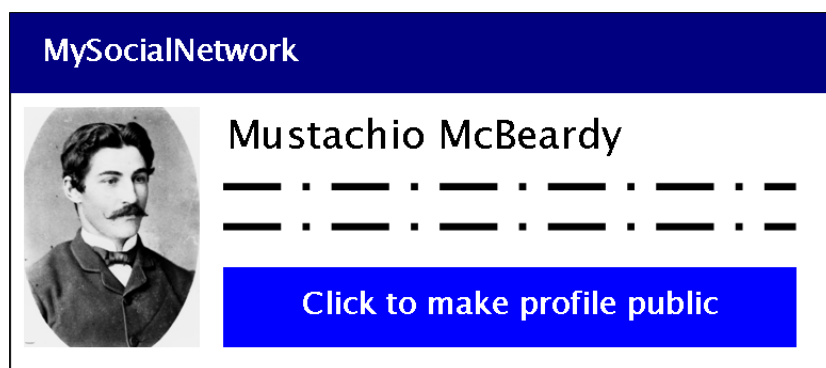 MySocialNetwork
Mustachio McBeardy
Click to make profile public